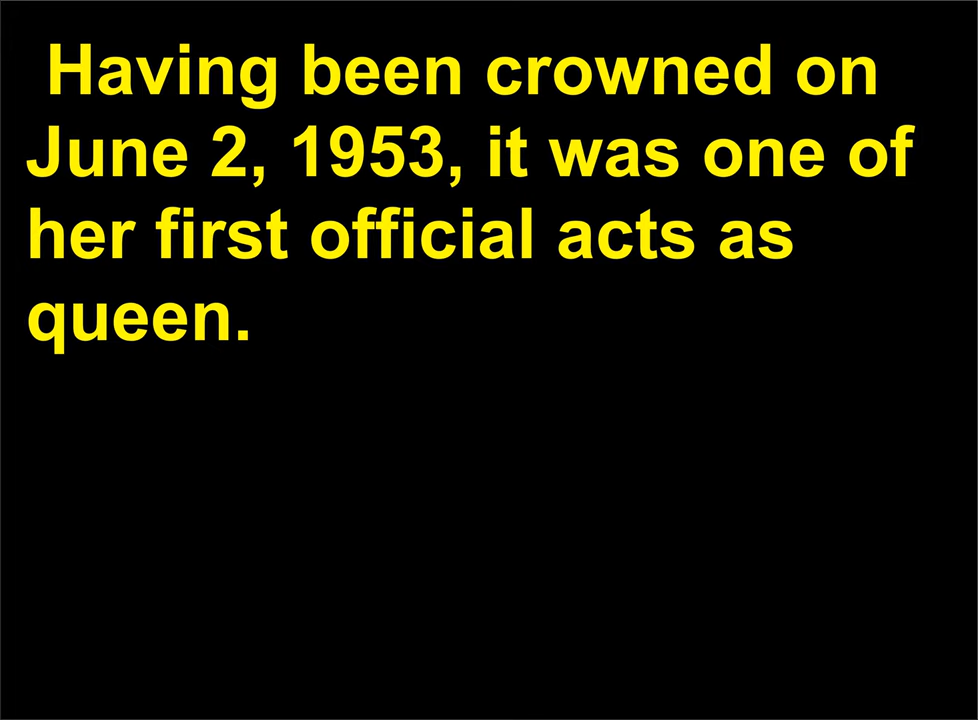 Having been crowned on
June 2, 1953, it was one of
her first official acts as
queen.